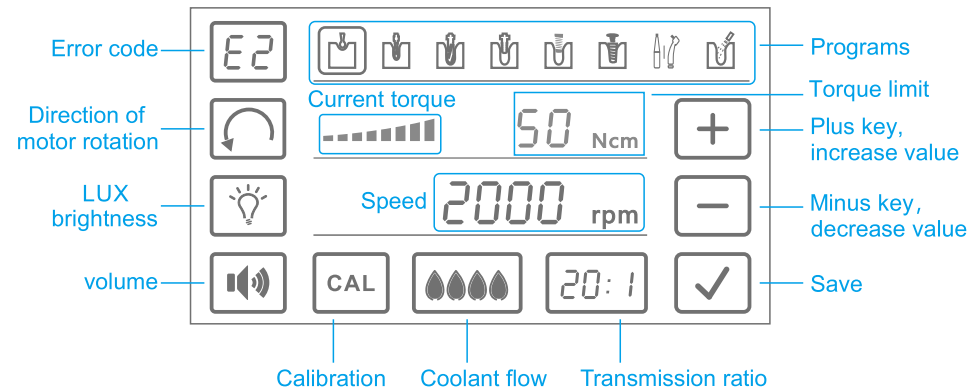 Error code
E2
Programs
Direction of
motor rotation
Current torque
50 Ncm
Torque limit
+
Plus key,
increase value
LUX
brightness
Speed
2000 rpm
−
Minus key,
decrease value
volume
CAL
20:1
Save
Calibration
Coolant flow
Transmission ratio